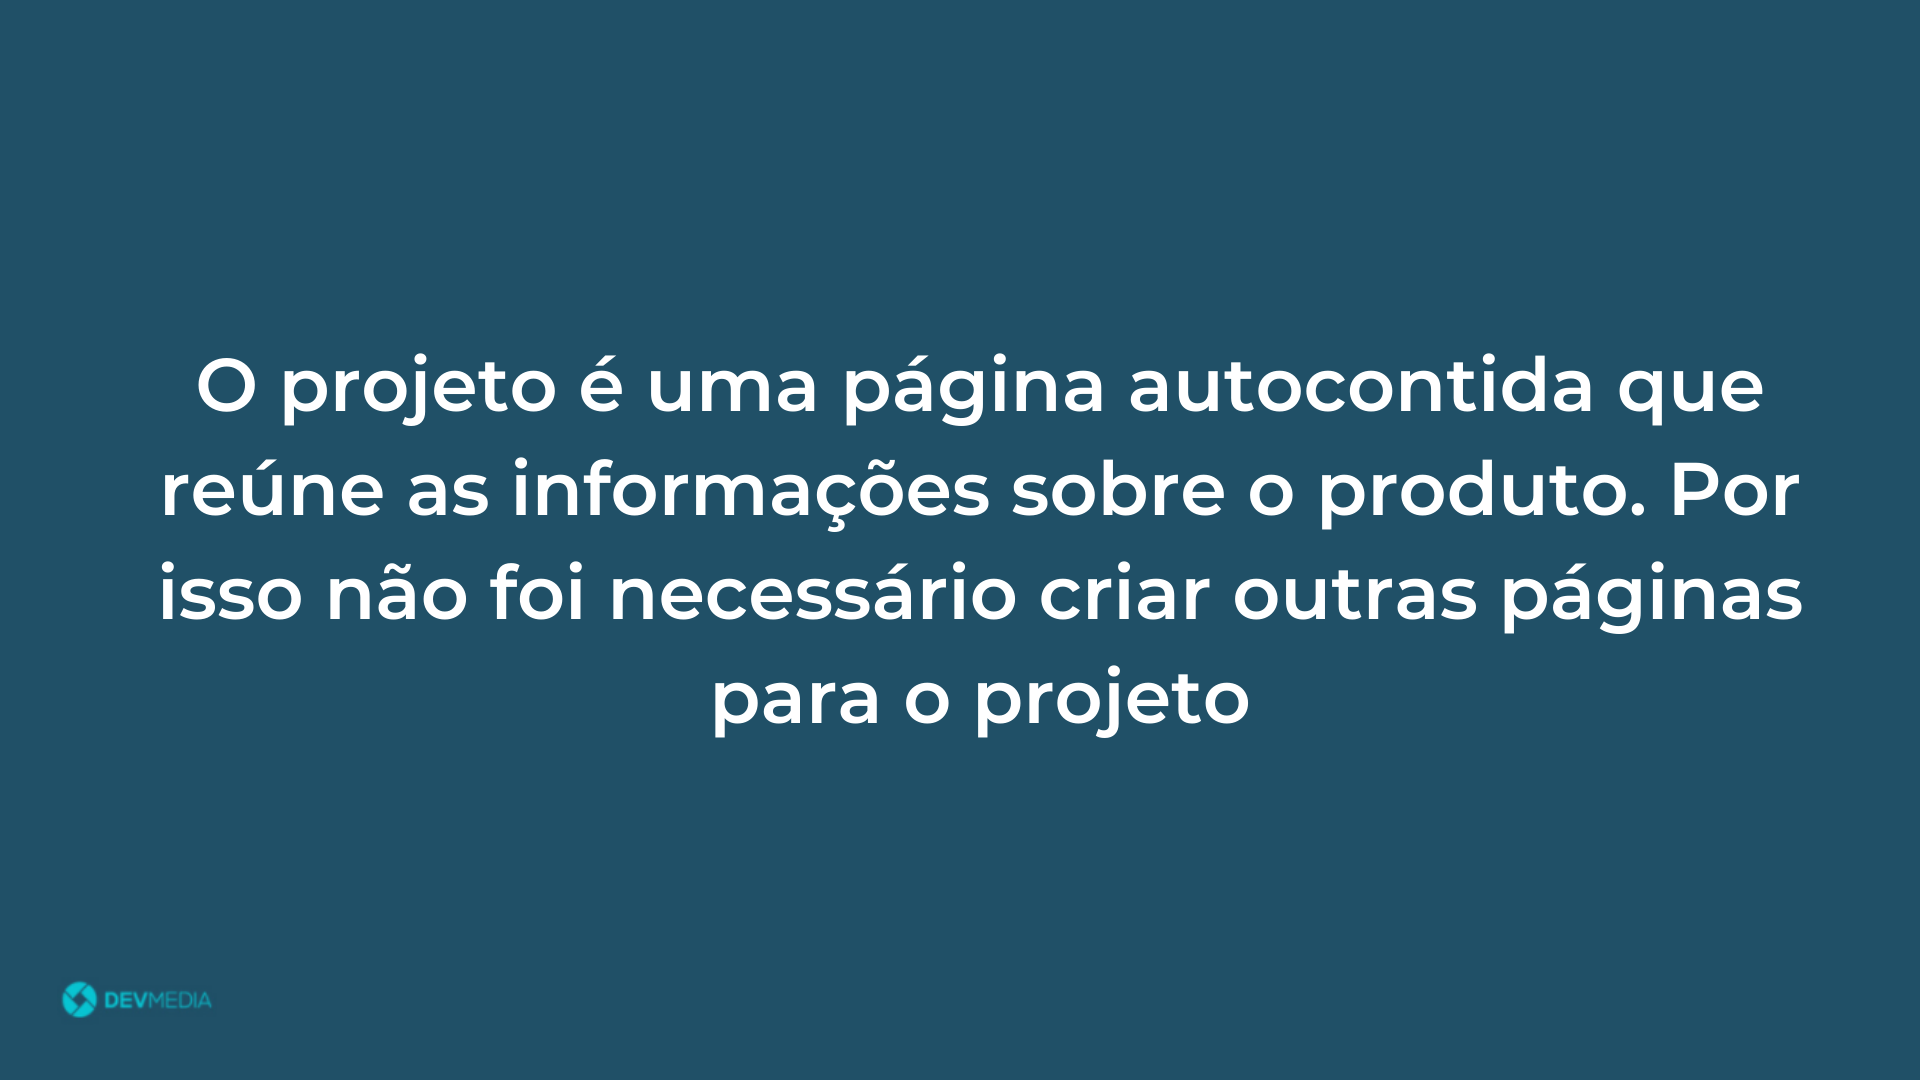 O projeto é uma página autocontida que
reúne as informações sobre o produto. Por
isso não foi necessário criar outras páginas
para o projeto
DEVMEDIA